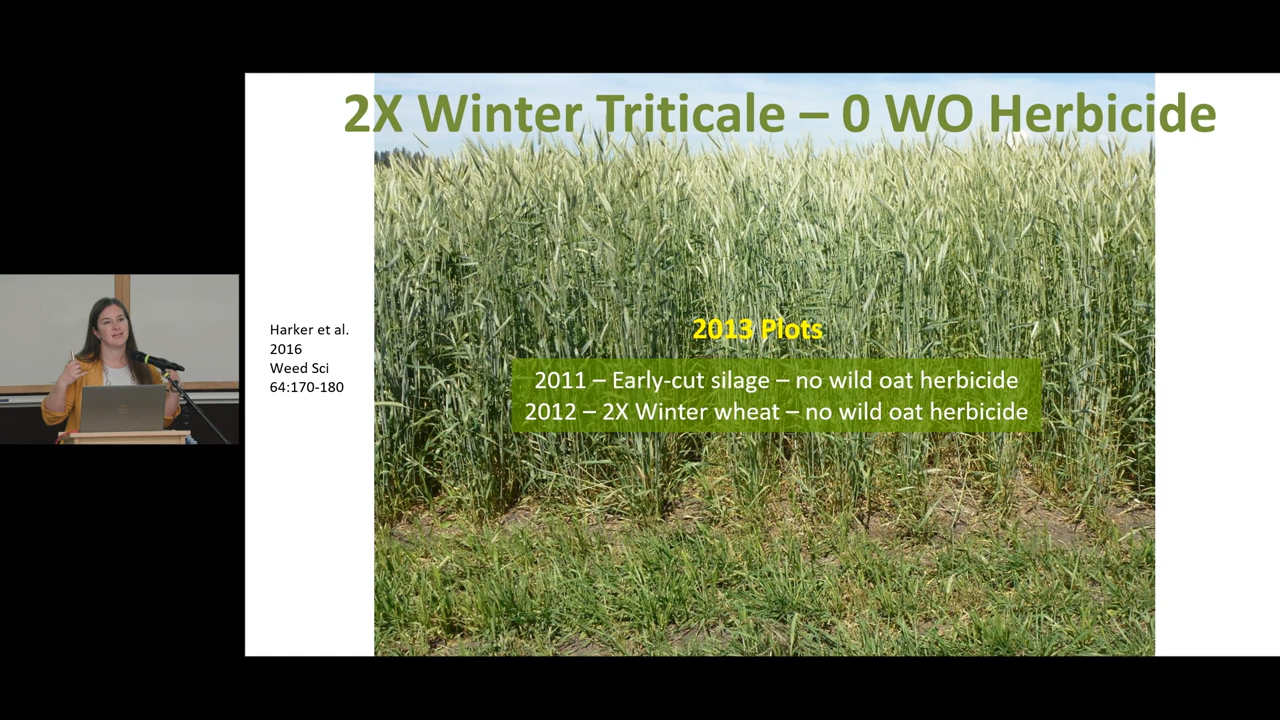 2X Winter Triticale – 0 WO Herbicide
Harker et al.
2016
Weed Sci
64:170-180
2013 Plots
2011 – Early-cut silage – no wild oat herbicide
2012 – 2X Winter wheat – no wild oat herbicide